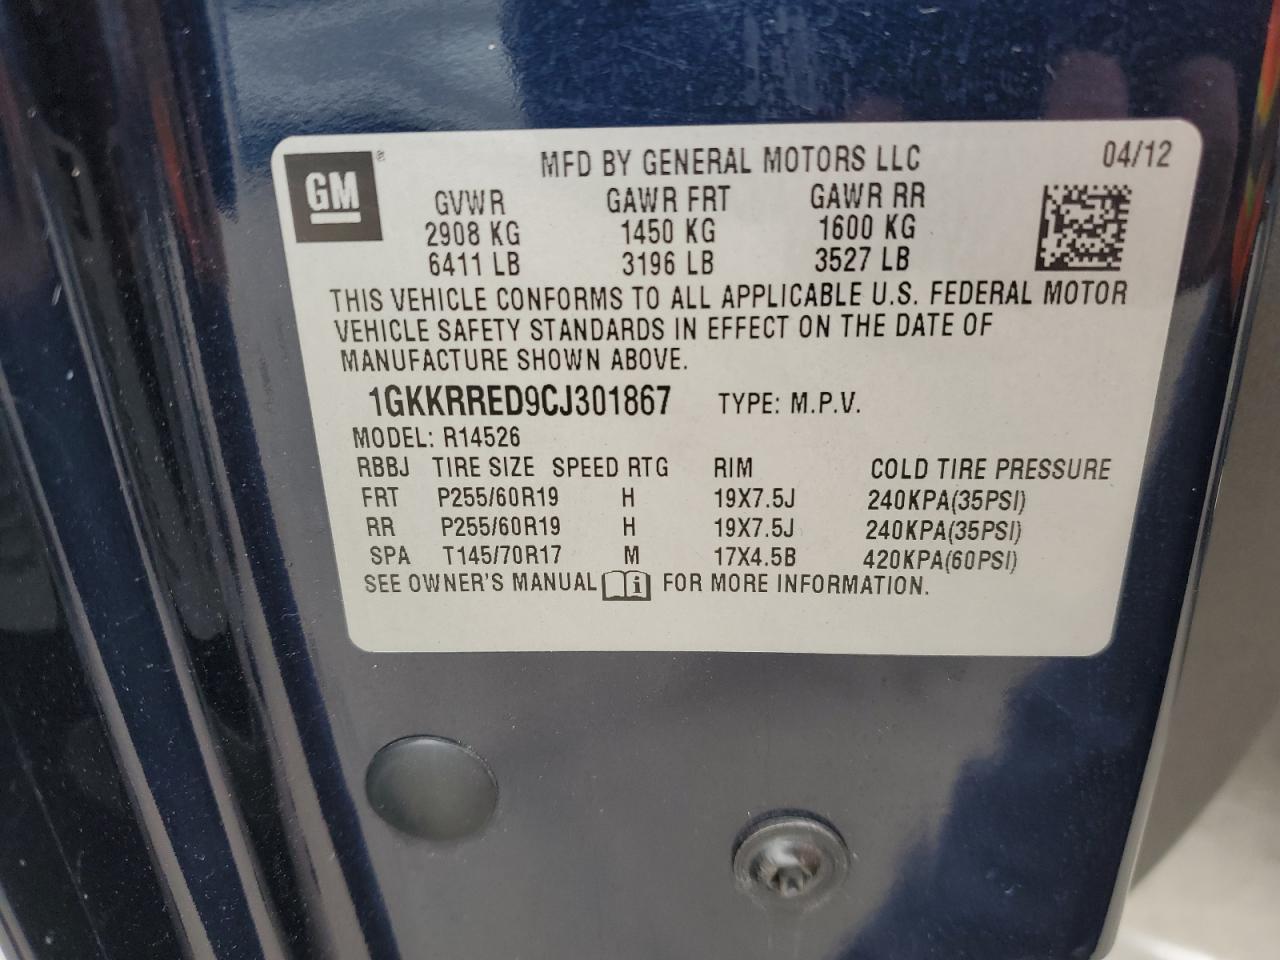 GM ®
MFD BY GENERAL MOTORS LLC 04/12
GVWR GAWR FRT GAWR RR
2908 KG 1450 KG 1600 KG
6411 LB 3196 LB 3527 LB
THIS VEHICLE CONFORMS TO ALL APPLICABLE U.S. FEDERAL MOTOR
VEHICLE SAFETY STANDARDS IN EFFECT ON THE DATE OF
MANUFACTURE SHOWN ABOVE.
1GKKRRED9CJ301867 TYPE: M.P.V.
MODEL: R14526
RBBJ TIRE SIZE SPEED RTG RIM COLD TIRE PRESSURE
FRT P255/60R19 H 19X7.5J 240KPA(35PSI)
RR P255/60R19 H 19X7.5J 240KPA(35PSI)
SPA T145/70R17 M 17X4.5B 420KPA(60PSI)
SEE OWNER'S MANUAL i FOR MORE INFORMATION.